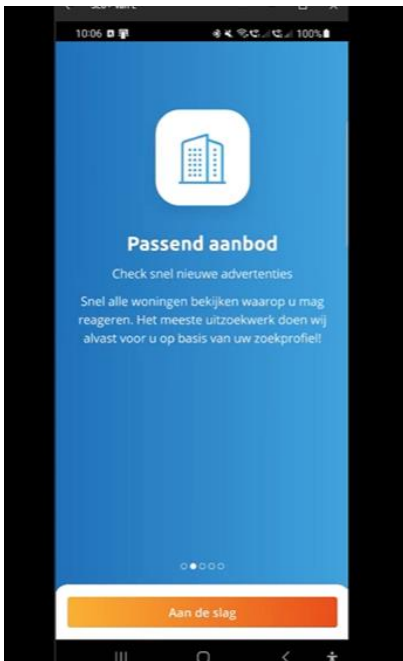 10:06
100%
Passend aanbod
Check snel nieuwe advertenties
Snel alle woningen bekijken waarop u mag
reageren. Het meeste uitzoekwerk doen wij
alvast voor u op basis van uw zoekprofiel!
Aan de slag